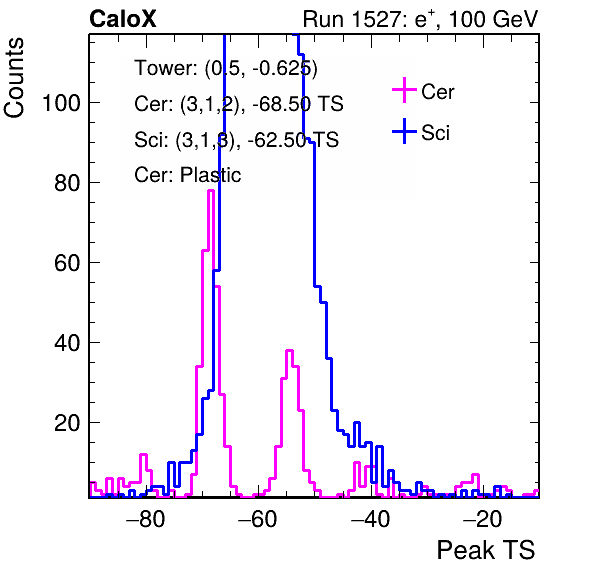 CaloX Run 1527: e+, 100 GeV
Counts
Tower: (0.5, -0.625)
Cer: (3,1,2), -68.50 TS
Sci: (3,1,3), -62.50 TS
Cer: Plastic
Cer
Sci
100
80
60
40
20
−80 −60 −40 −20
Peak TS